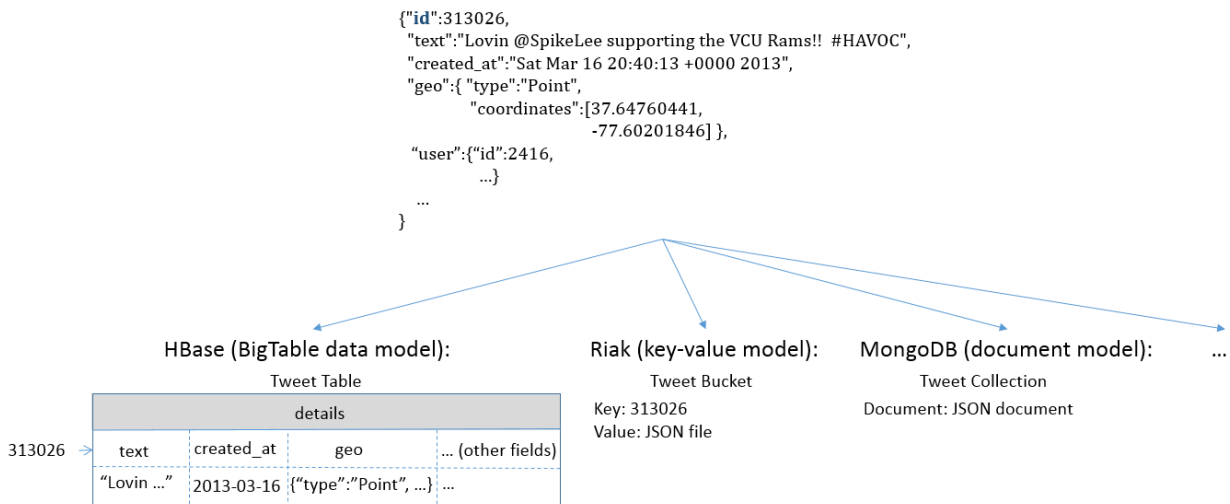 {"id":313026,
"text":"Lovin @SpikeLee supporting the VCU Rams!!  #HAVOC",
"created_at":"Sat Mar 16 20:40:13 +0000 2013",
"geo":{ "type":"Point",
"coordinates":[37.64760441,
-77.60201846] },
“user”:{“id”:2416,
…}
…
}
HBase (BigTable data model):
Tweet Table
details
313026
text created_at geo … (other fields)
“Lovin …” 2013-03-16 {“type”:”Point”, …} …
Riak (key-value model):
Tweet Bucket
Key: 313026
Value: JSON file
MongoDB (document model):
Tweet Collection
Document: JSON document
…